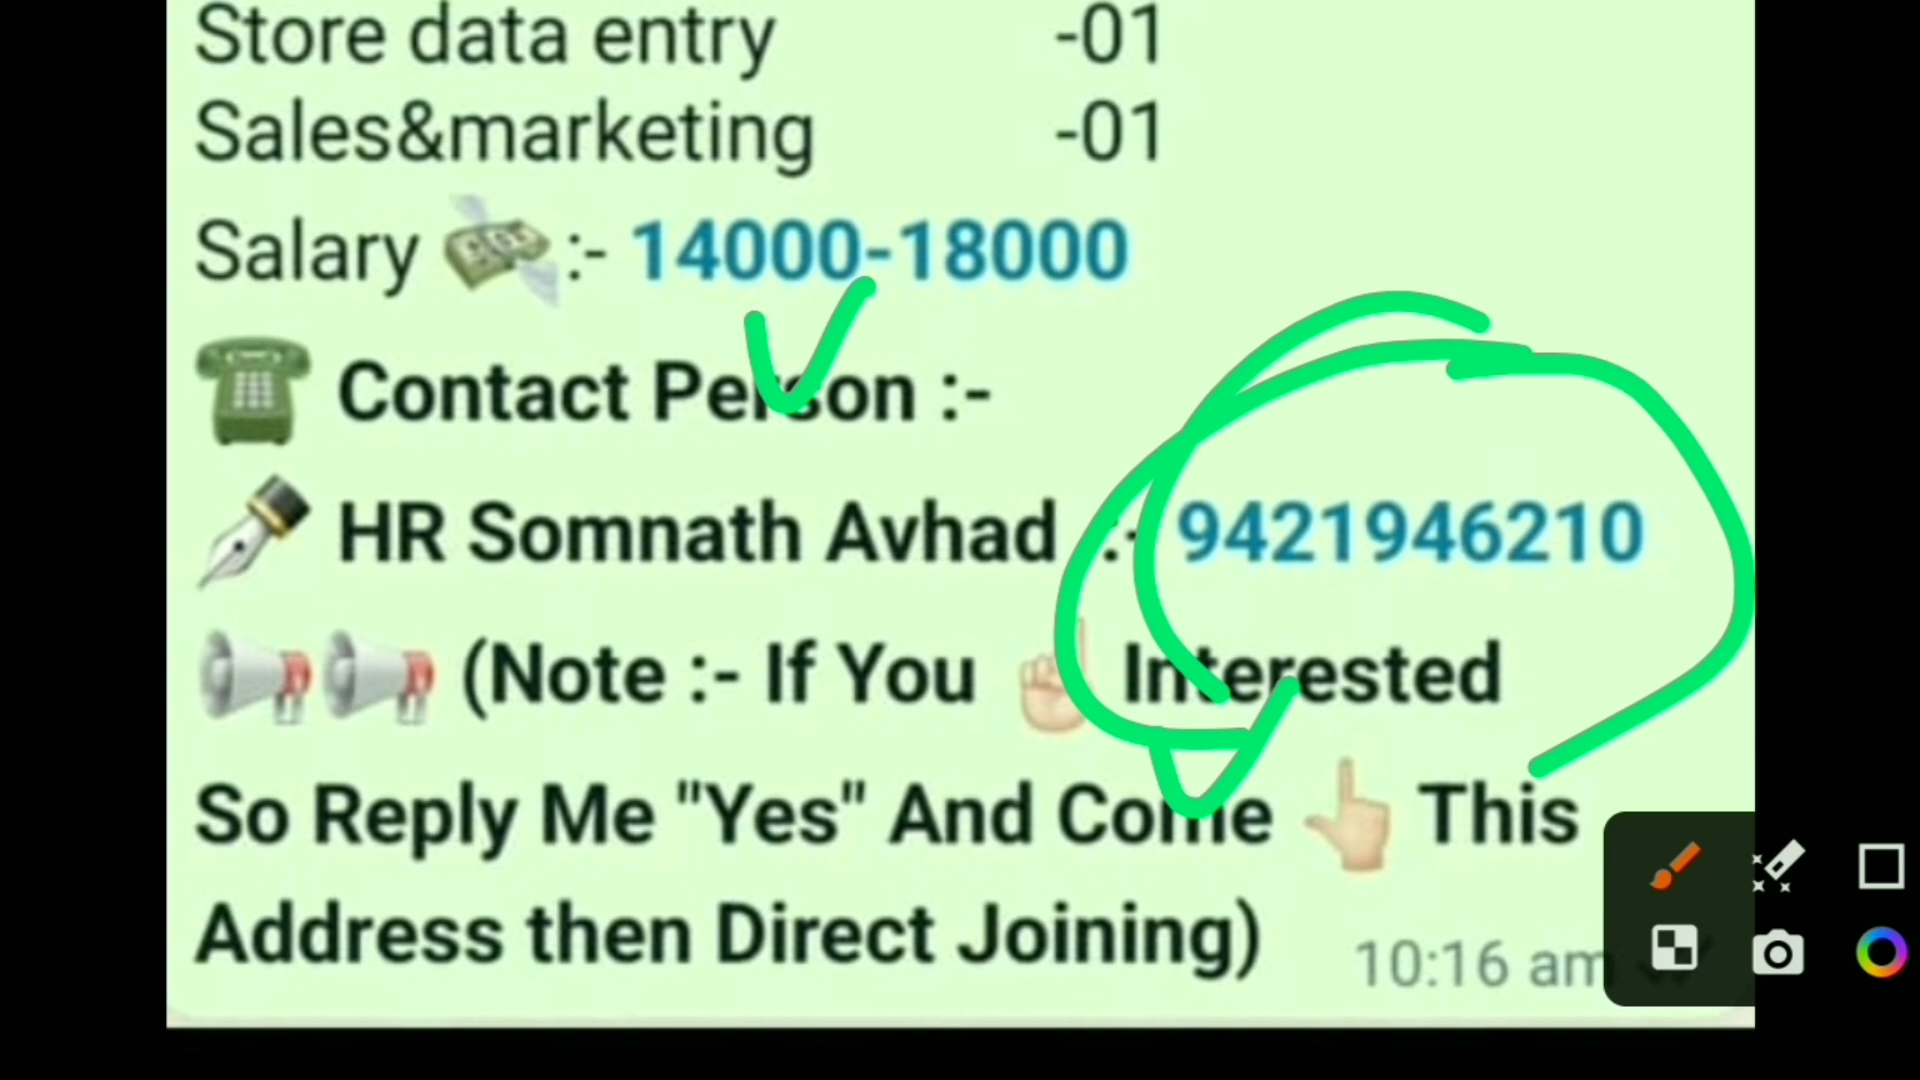 Store data entry -01
Sales&marketing -01
Salary 💸:- 14000-18000
☎ Contact Person :-
✒ HR Somnath Avhad :- 9421946210
📢📢 (Note :- If You ☝🏻 Interested
So Reply Me "Yes" And Come 👆🏻 This
Address then Direct Joining)
10:16 am